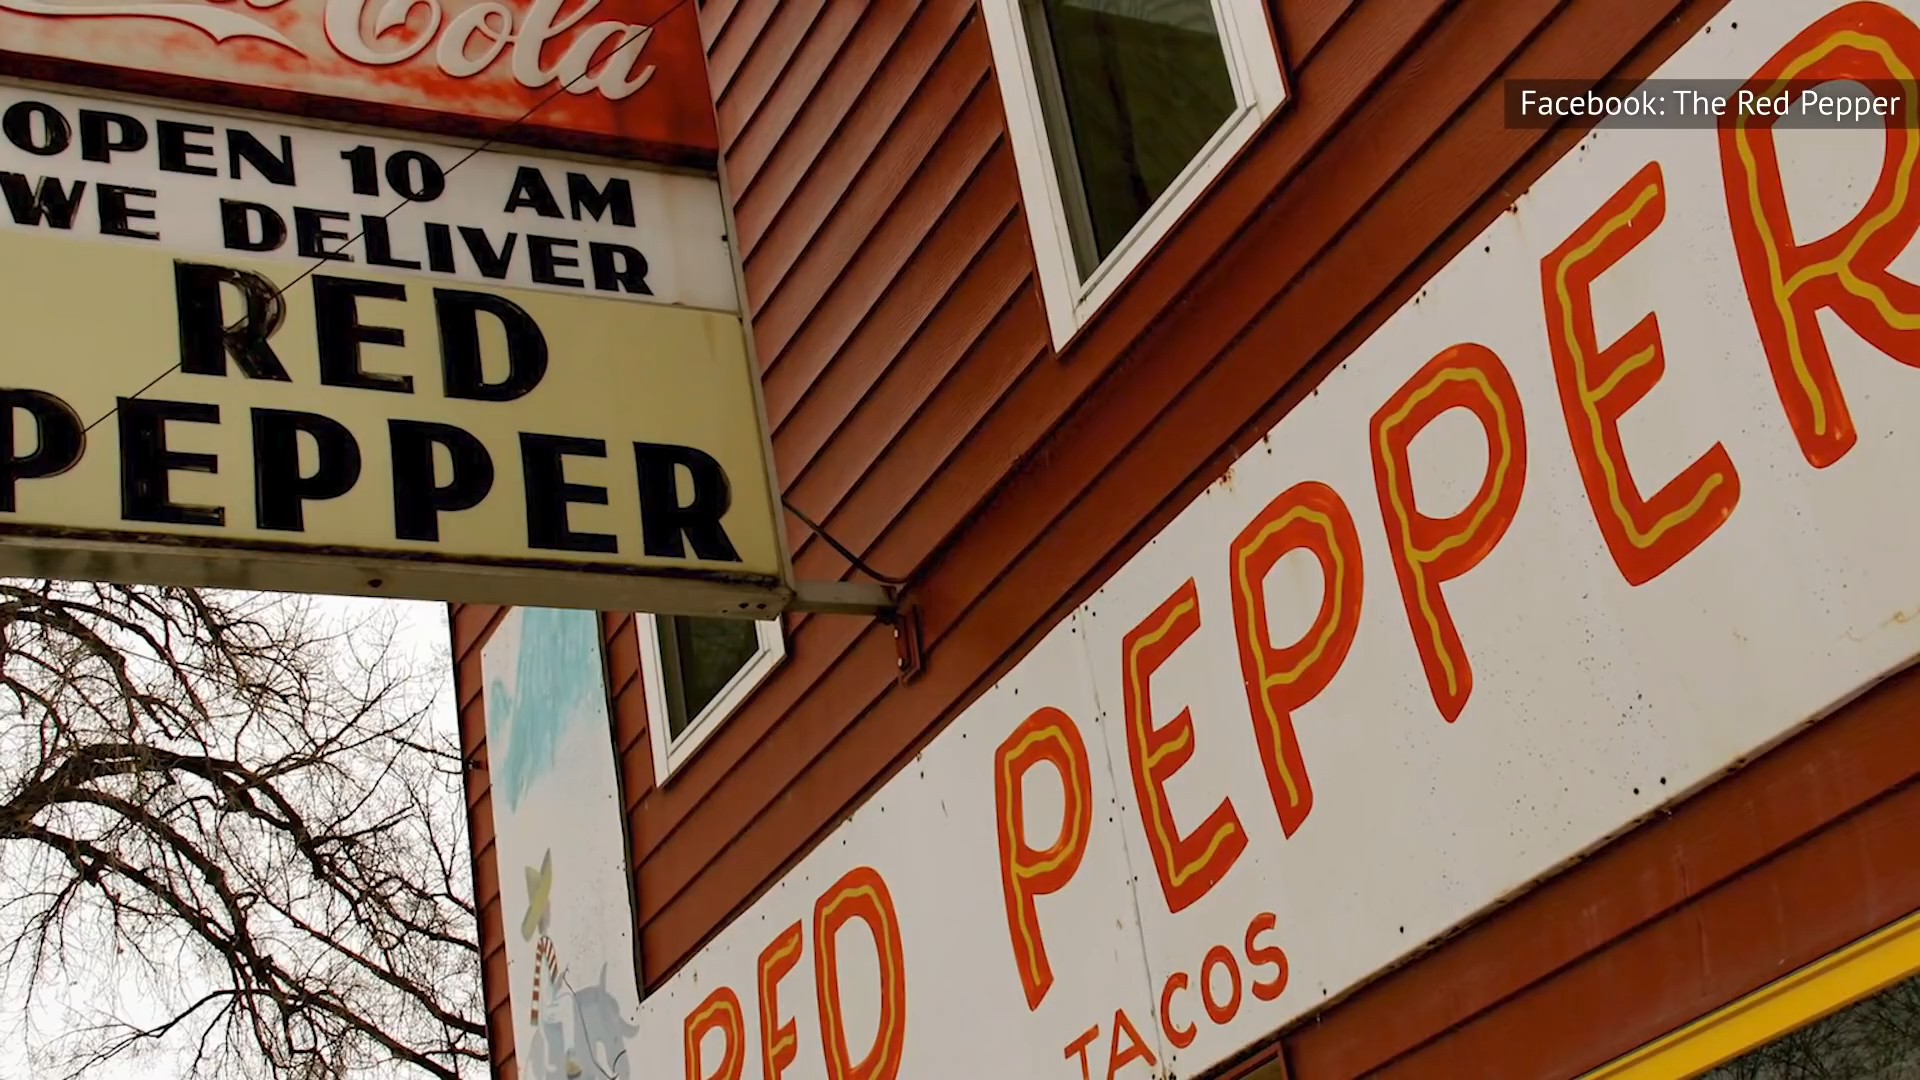 Cola
OPEN 10 AM
WE DELIVER
RED
PEPPER
Facebook: The Red Pepper
RED PEPPER
TACOS